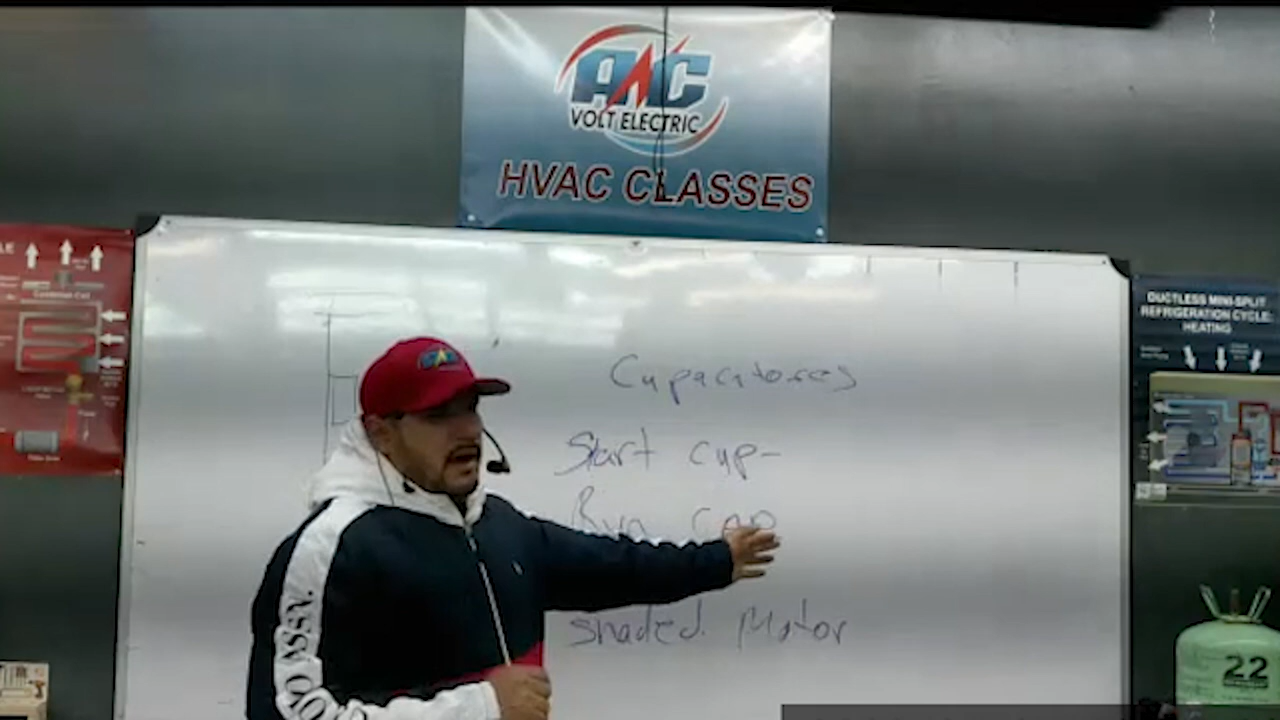 AC
VOLT ELECTRIC
HVAC CLASSES
DUCTLESS MINI-SPLIT
REFRIGERATION CYCLE:
HEATING
Capacitores
Start cap-
Run cap
shaded. Motor
ASSN.
22